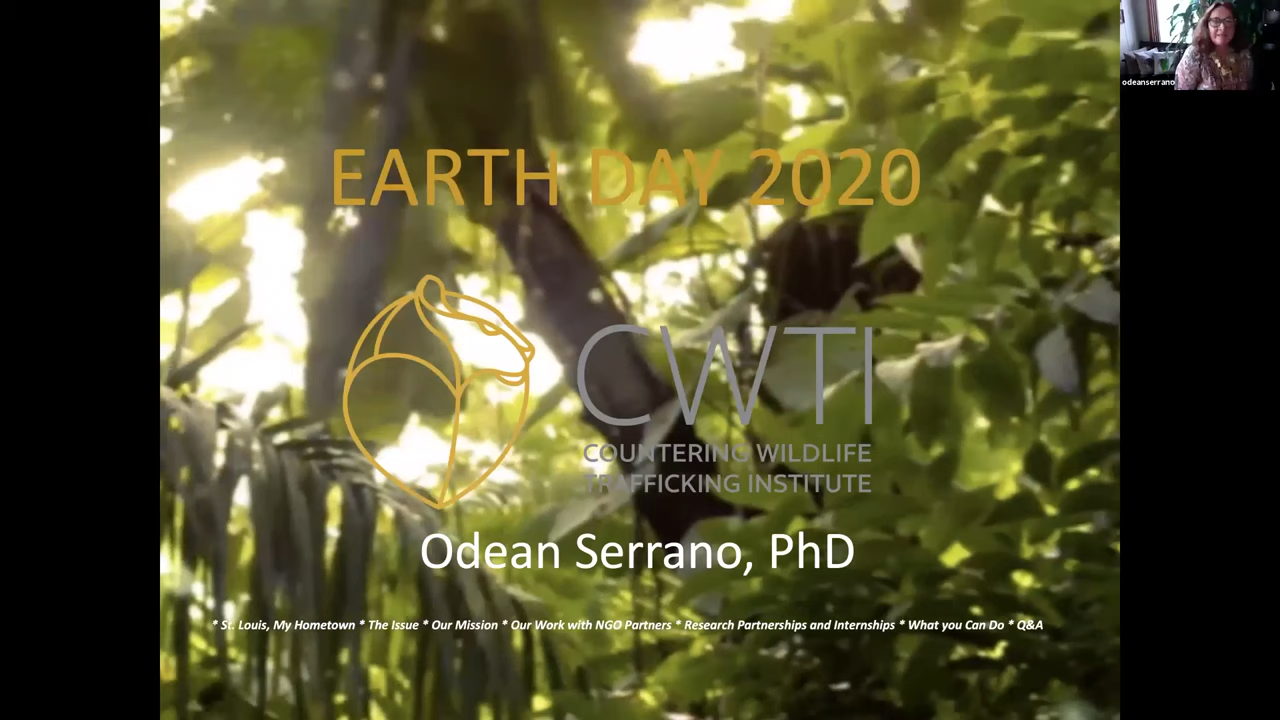 odeanserrano
EARTH DAY 2020
CWTI
COUNTERING WILDLIFE
TRAFFICKING INSTITUTE
Odean Serrano, PhD
* St. Louis, My Hometown * The Issue * Our Mission * Our Work with NGO Partners * Research Partnerships and Internships * What you Can Do * Q&A